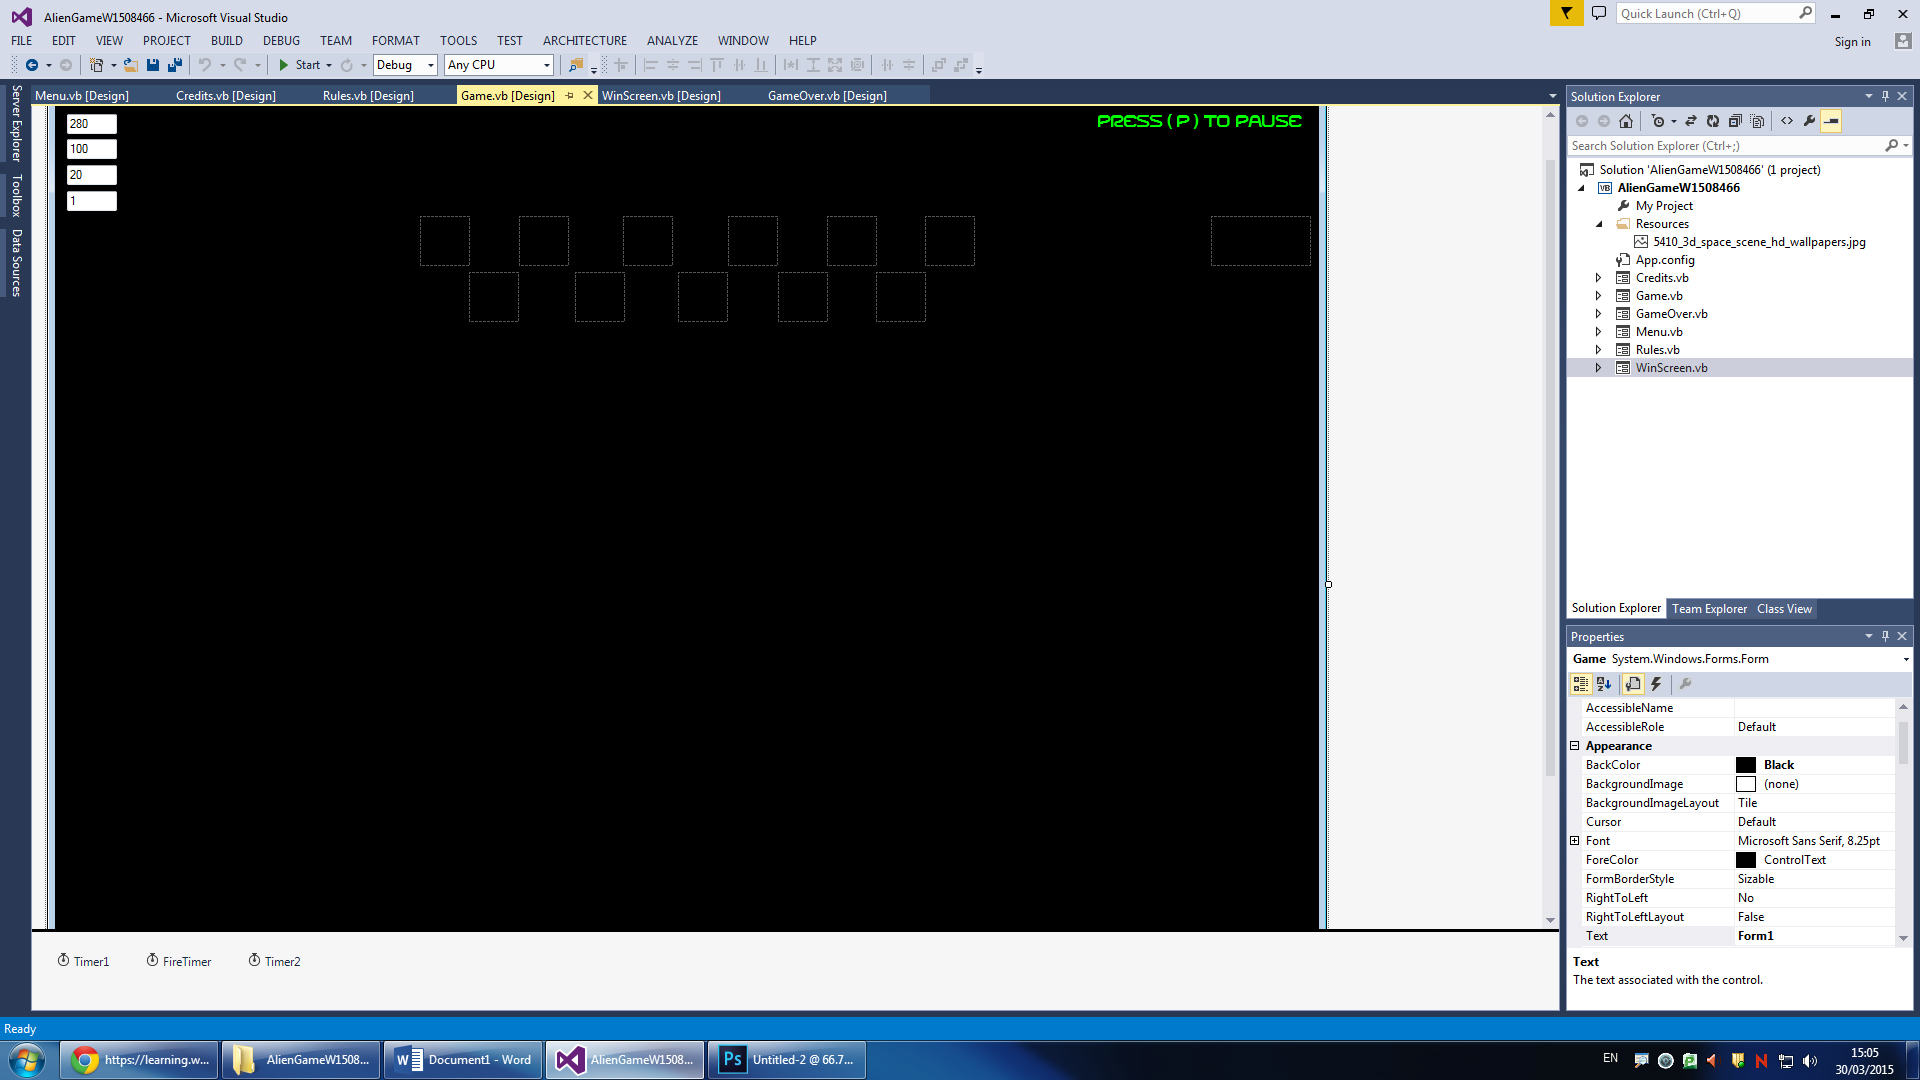 AlienGameW1508466 - Microsoft Visual Studio
Quick Launch (Ctrl+Q)
FILE EDIT VIEW PROJECT BUILD DEBUG TEAM FORMAT TOOLS TEST ARCHITECTURE ANALYZE WINDOW HELP
Sign in
Start Debug Any CPU
Server Explorer
Toolbox
Data Sources
Menu.vb [Design] Credits.vb [Design] Rules.vb [Design] Game.vb [Design] WinScreen.vb [Design] GameOver.vb [Design]
280
100
20
1
PRESS ( P ) TO PAUSE
Timer1 FireTimer Timer2
Solution Explorer
Search Solution Explorer (Ctrl+;)
Solution 'AlienGameW1508466' (1 project)
VB AlienGameW1508466
My Project
Resources
5410_3d_space_scene_hd_wallpapers.jpg
App.config
Credits.vb
Game.vb
GameOver.vb
Menu.vb
Rules.vb
WinScreen.vb
Solution Explorer Team Explorer Class View
Properties
Game System.Windows.Forms.Form
AccessibleName
AccessibleRole Default
Appearance
BackColor Black
BackgroundImage (none)
BackgroundImageLayout Tile
Cursor Default
Font Microsoft Sans Serif, 8.25pt
ForeColor ControlText
FormBorderStyle Sizable
RightToLeft No
RightToLeftLayout False
Text Form1
Text
The text associated with the control.
Ready
https://learning.w... AlienGameW1508... Document1 - Word AlienGameW1508... Ps Untitled-2 @ 66.7...
EN
15:05
30/03/2015